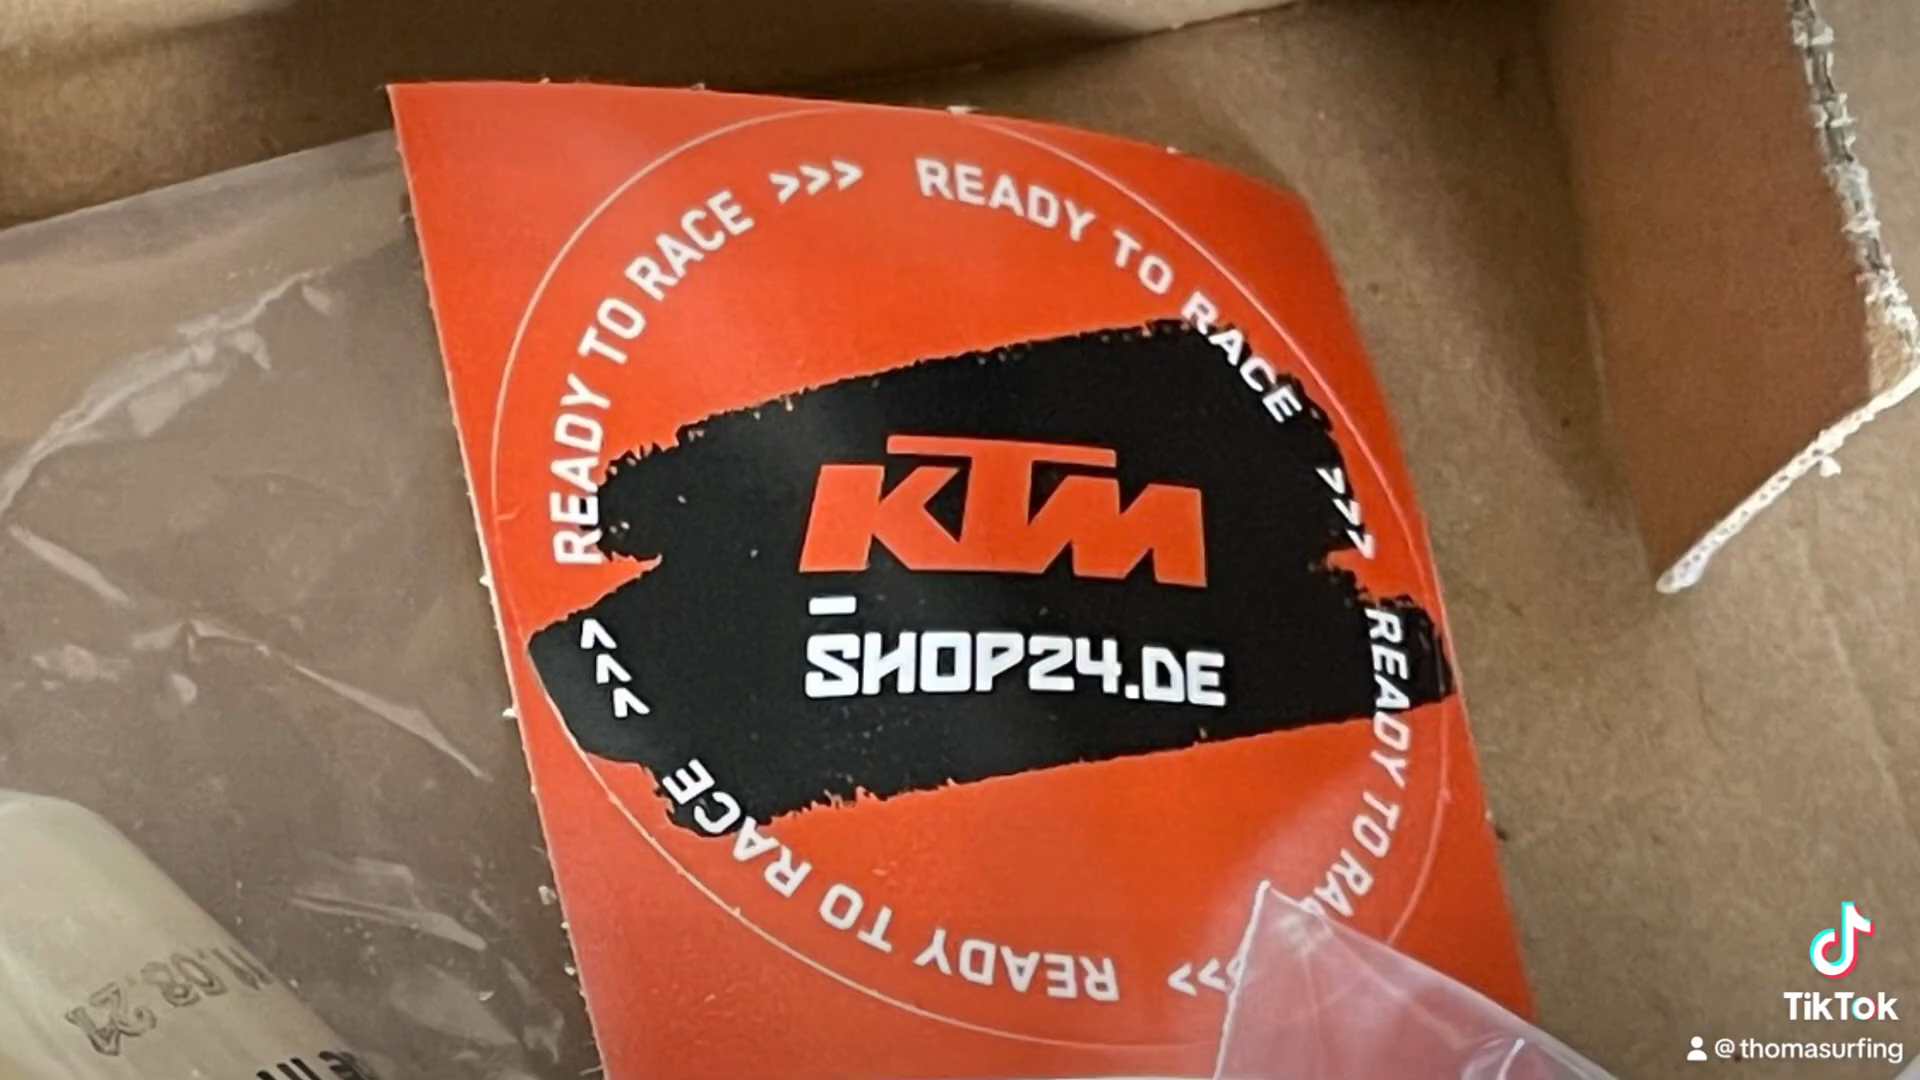 READY TO RACE >>>
READY TO RACE >>>
READY TO RACE >>>
READY TO RACE >>>
KTM
SHOP24.DE
TikTok
@thomasurfing